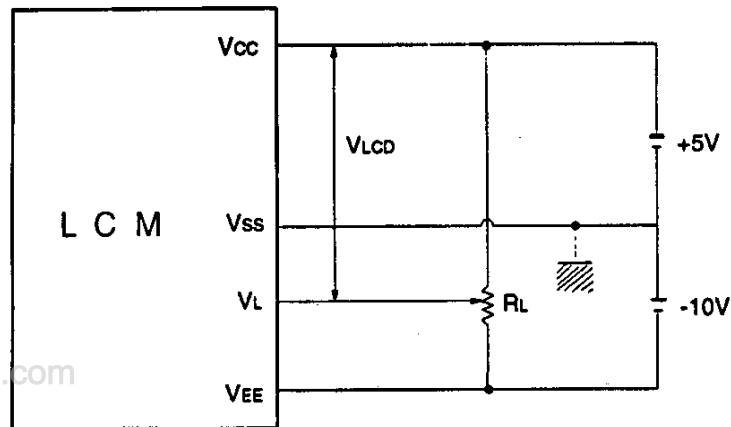 VCC
VLCD
+5V
L C M
VSS
VL
RL
-10V
.com
VEE